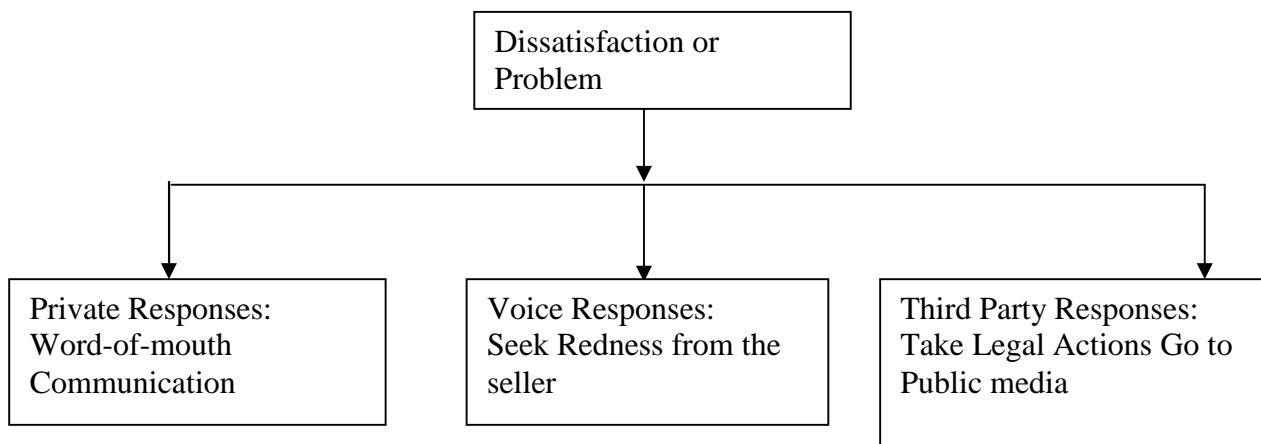 Dissatisfaction or
Problem
Private Responses:
Word-of-mouth
Communication
Voice Responses:
Seek Redness from the
seller
Third Party Responses:
Take Legal Actions Go to
Public media